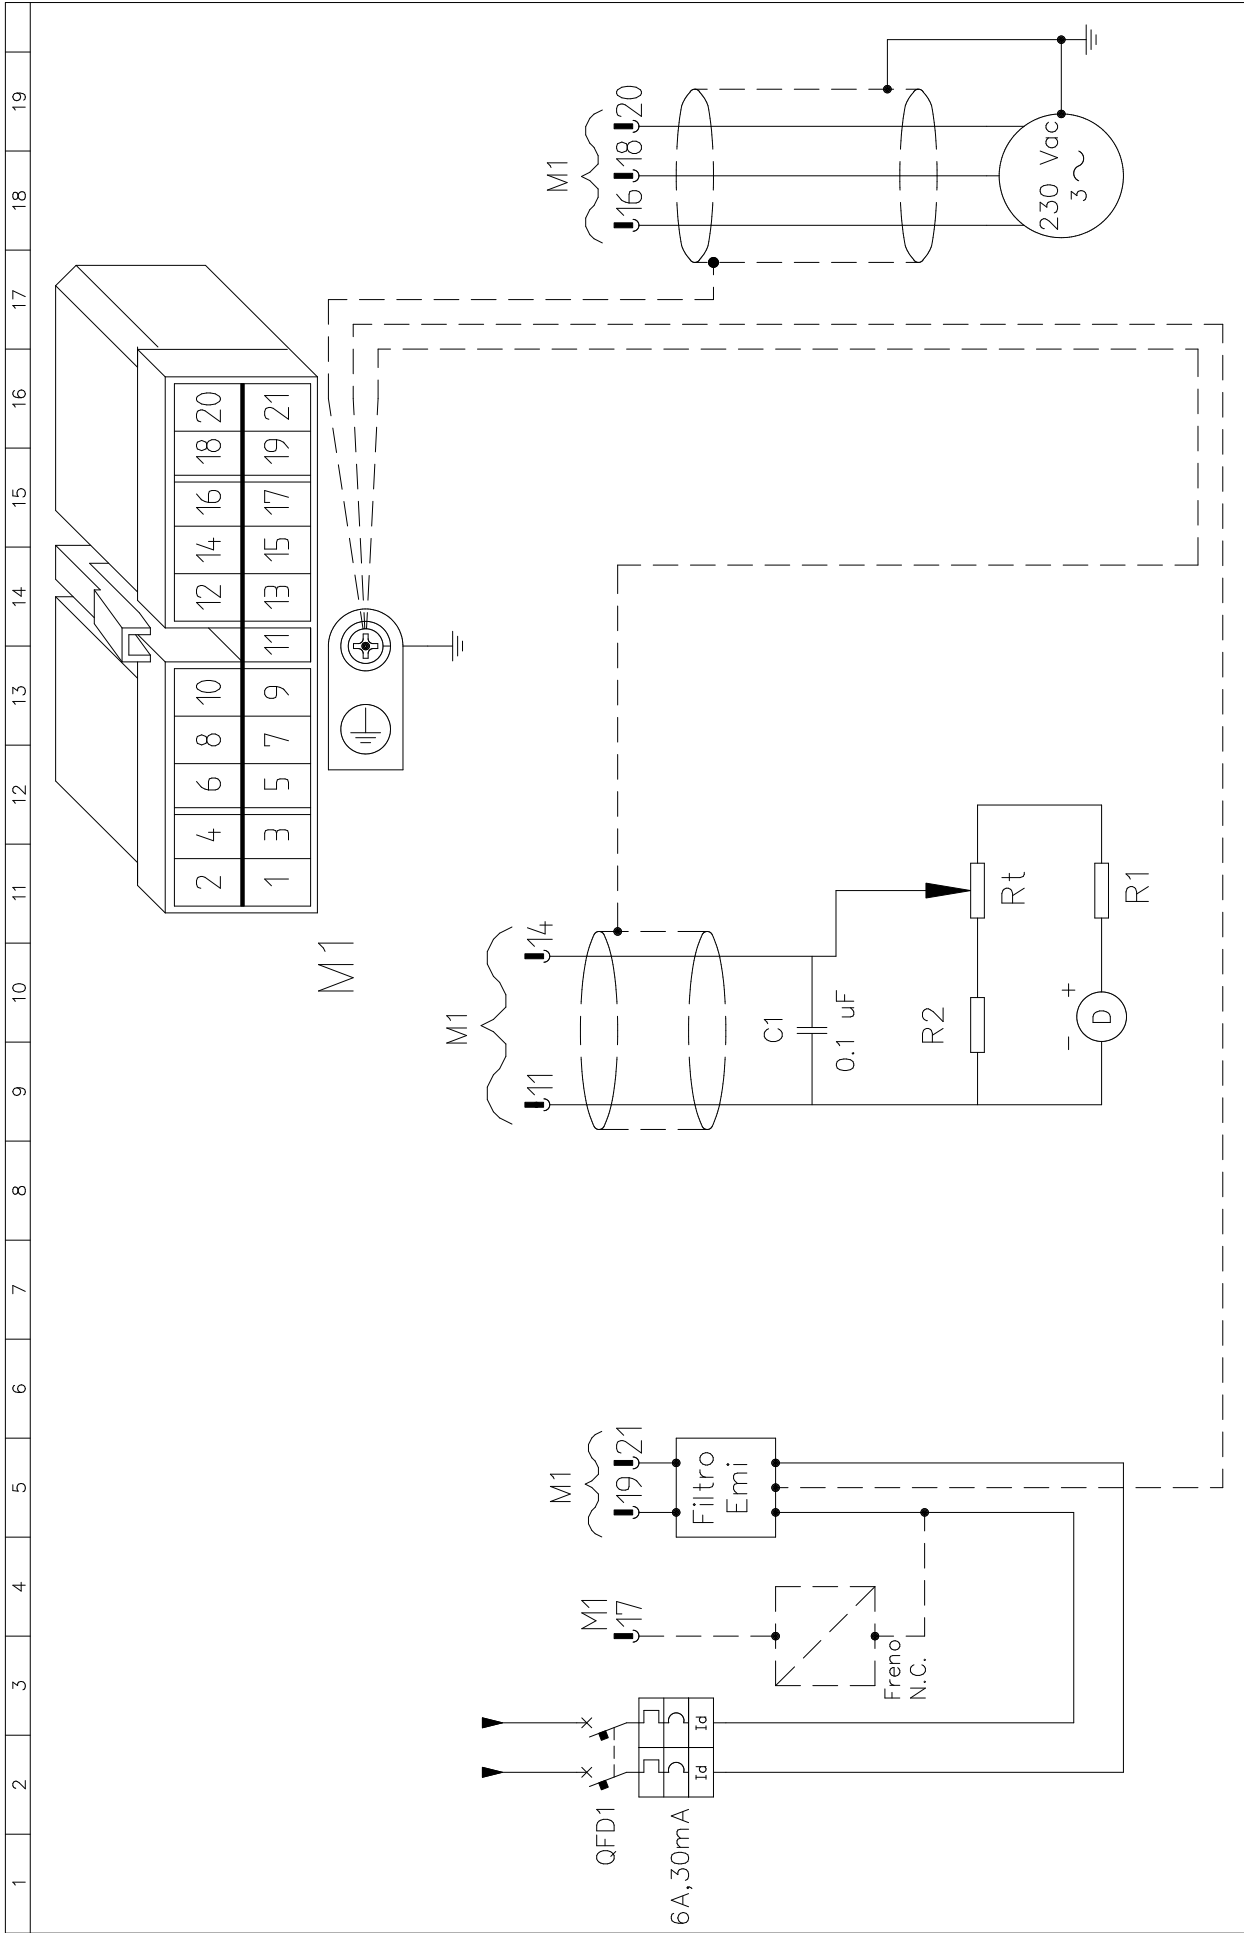 1
2
3
4
5
6
7
8
9
10
11
12
13
14
15
16
17
18
19
2 4 6 8 10 12 14 16 18 20
1 3 5 7 9 11 13 15 17 19 21
M1
QFD1
6A,30mA
Id
Id
M1
17
Freno
N.C.
M1
19 21
Filtro
Emi
M1
11 14
C1
0.1 uF
R2
Rt
- +
D
R1
M1
16 18 20
230 Vac
3 ~